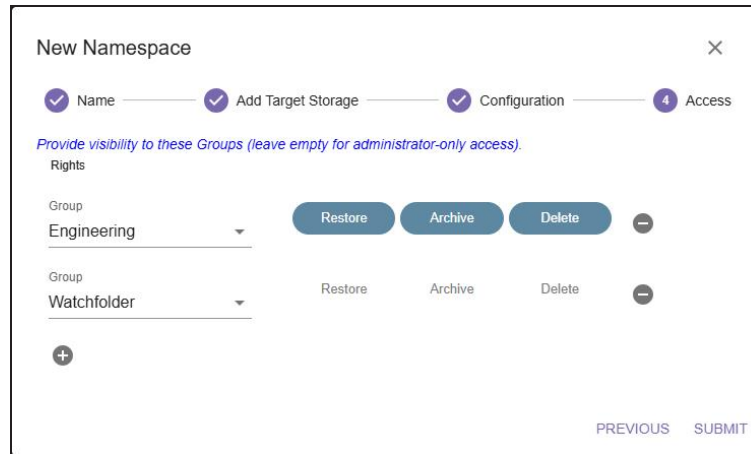 New Namespace
Name Add Target Storage Configuration 4 Access
Provide visibility to these Groups (leave empty for administrator-only access).
Rights
Group
Engineering Restore Archive Delete
Group
Watchfolder Restore Archive Delete
PREVIOUS SUBMIT